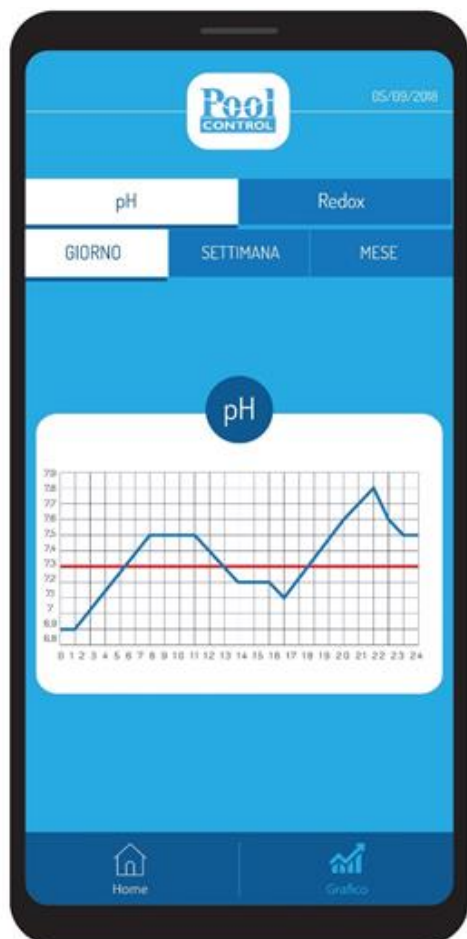 Pool
CONTROL
05/09/2018
pH Redox
GIORNO SETTIMANA MESE
pH
7.9
7.8
7.7
7.6
7.5
7.4
7.3
7.2
7.1
7
6.9
6.8
0 1 2 3 4 5 6 7 8 9 10 11 12 13 14 15 16 17 18 19 20 21 22 23 24
Home Grafico